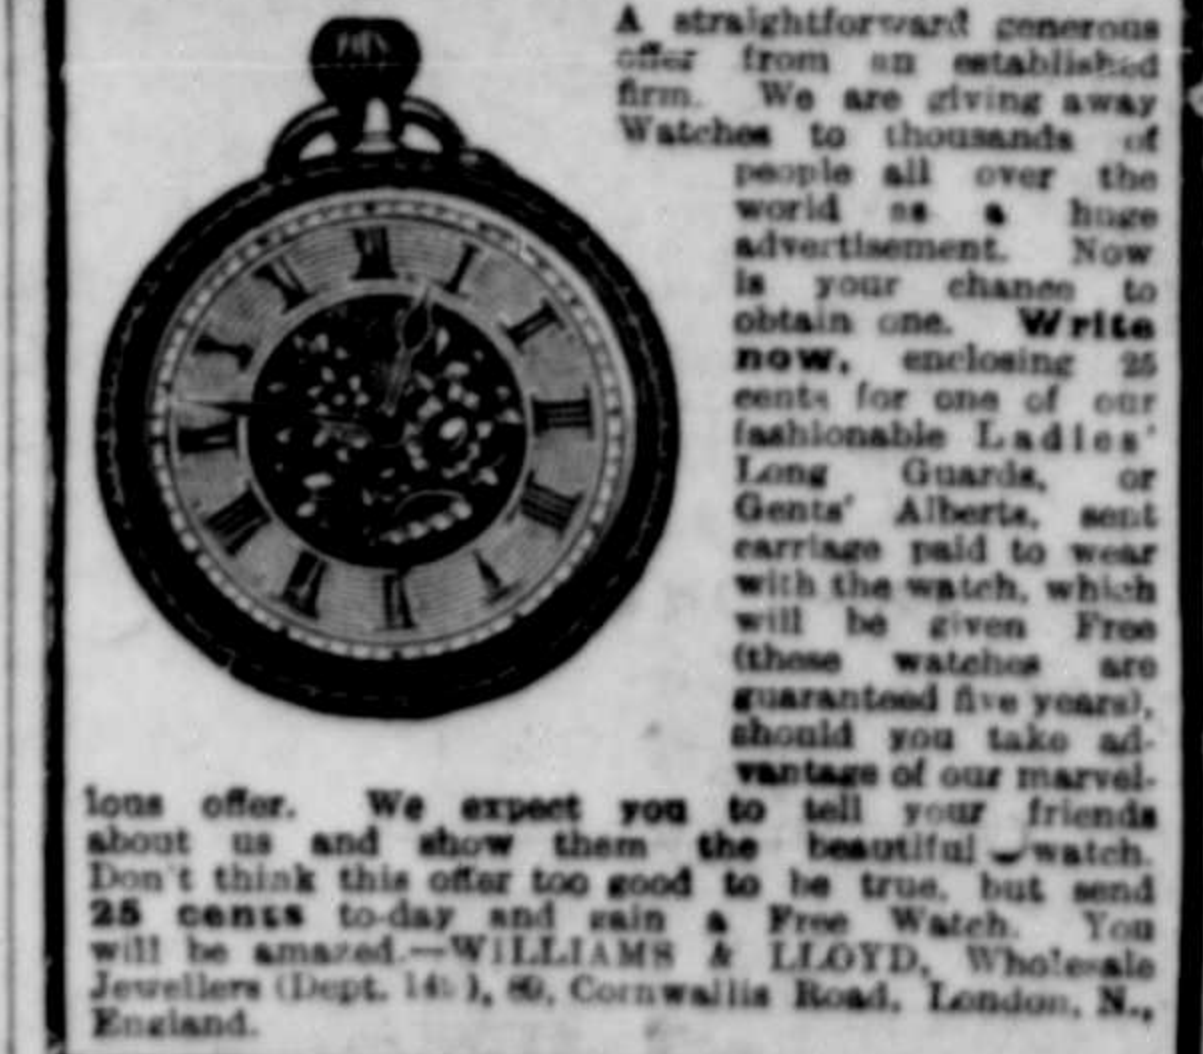 A straightforward generous
offer from an established
firm. We are giving away
Watches to thousands of
people all over the
world as a huge
advertisement. Now
is your chance to
obtain one. Write
now, enclosing 25
cents for one of our
fashionable Ladies'
Long Guards, or
Gents' Alberts, sent
carriage paid to wear
with the watch, which
will be given Free
(these watches are
guaranteed five years),
should you take ad-
vantage of our marvel-
lous offer. We expect you to tell your friends
about us and show them the beautiful watch.
Don't think this offer too good to be true, but send
25 cents to-day and gain a Free Watch. You
will be amazed.—WILLIAMS & LLOYD, Wholesale
Jewellers (Dept. ), 89, Cornwallis Road, London, N.,
England.